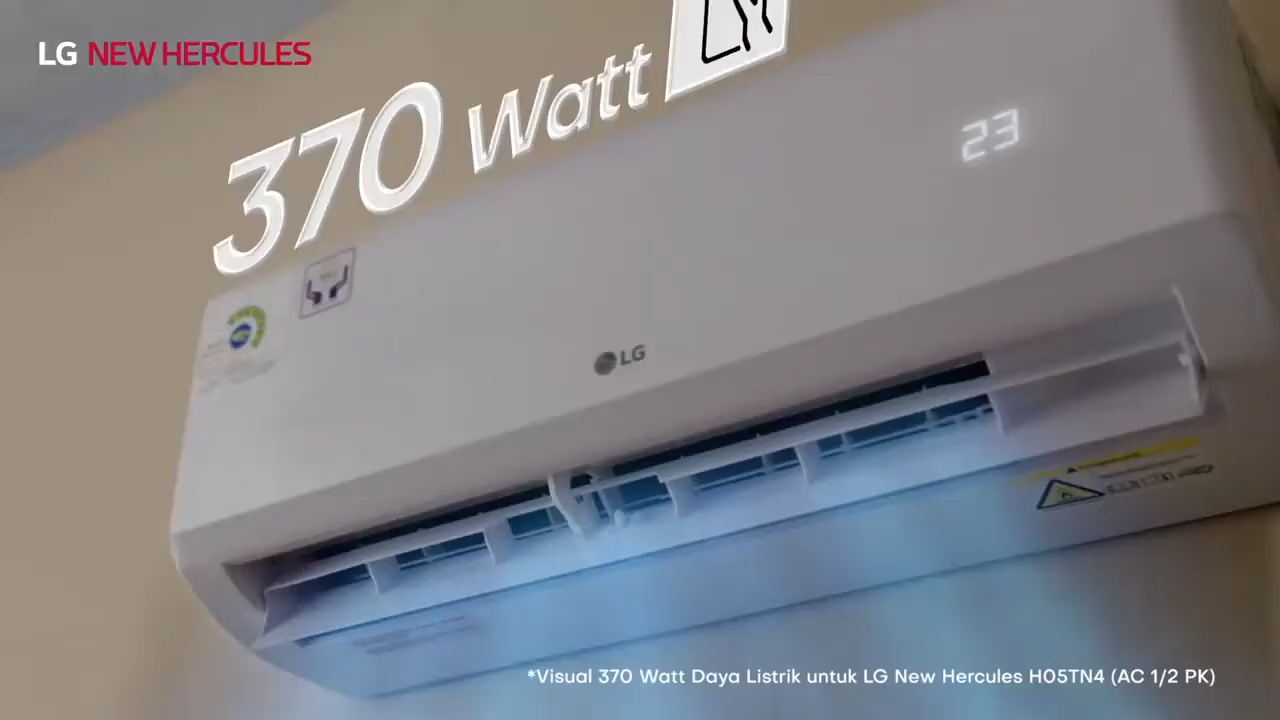 LG NEW HERCULES
370 Watt
23
LG
*Visual 370 Watt Daya Listrik untuk LG New Hercules H05TN4 (AC 1/2 PK)